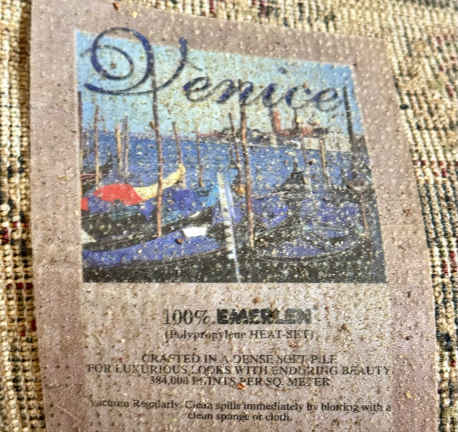 Venice
100% EMERLEN
(Polypropylene HEAT-SET)
CRAFTED IN A DENSE SOFT PILE
FOR LUXURIOUS LOOKS WITH ENDURING BEAUTY
384,000 POINTS PER SQ. METER
Vacuum Regularly. Clean spills immediately by blotting with a
clean sponge or cloth.